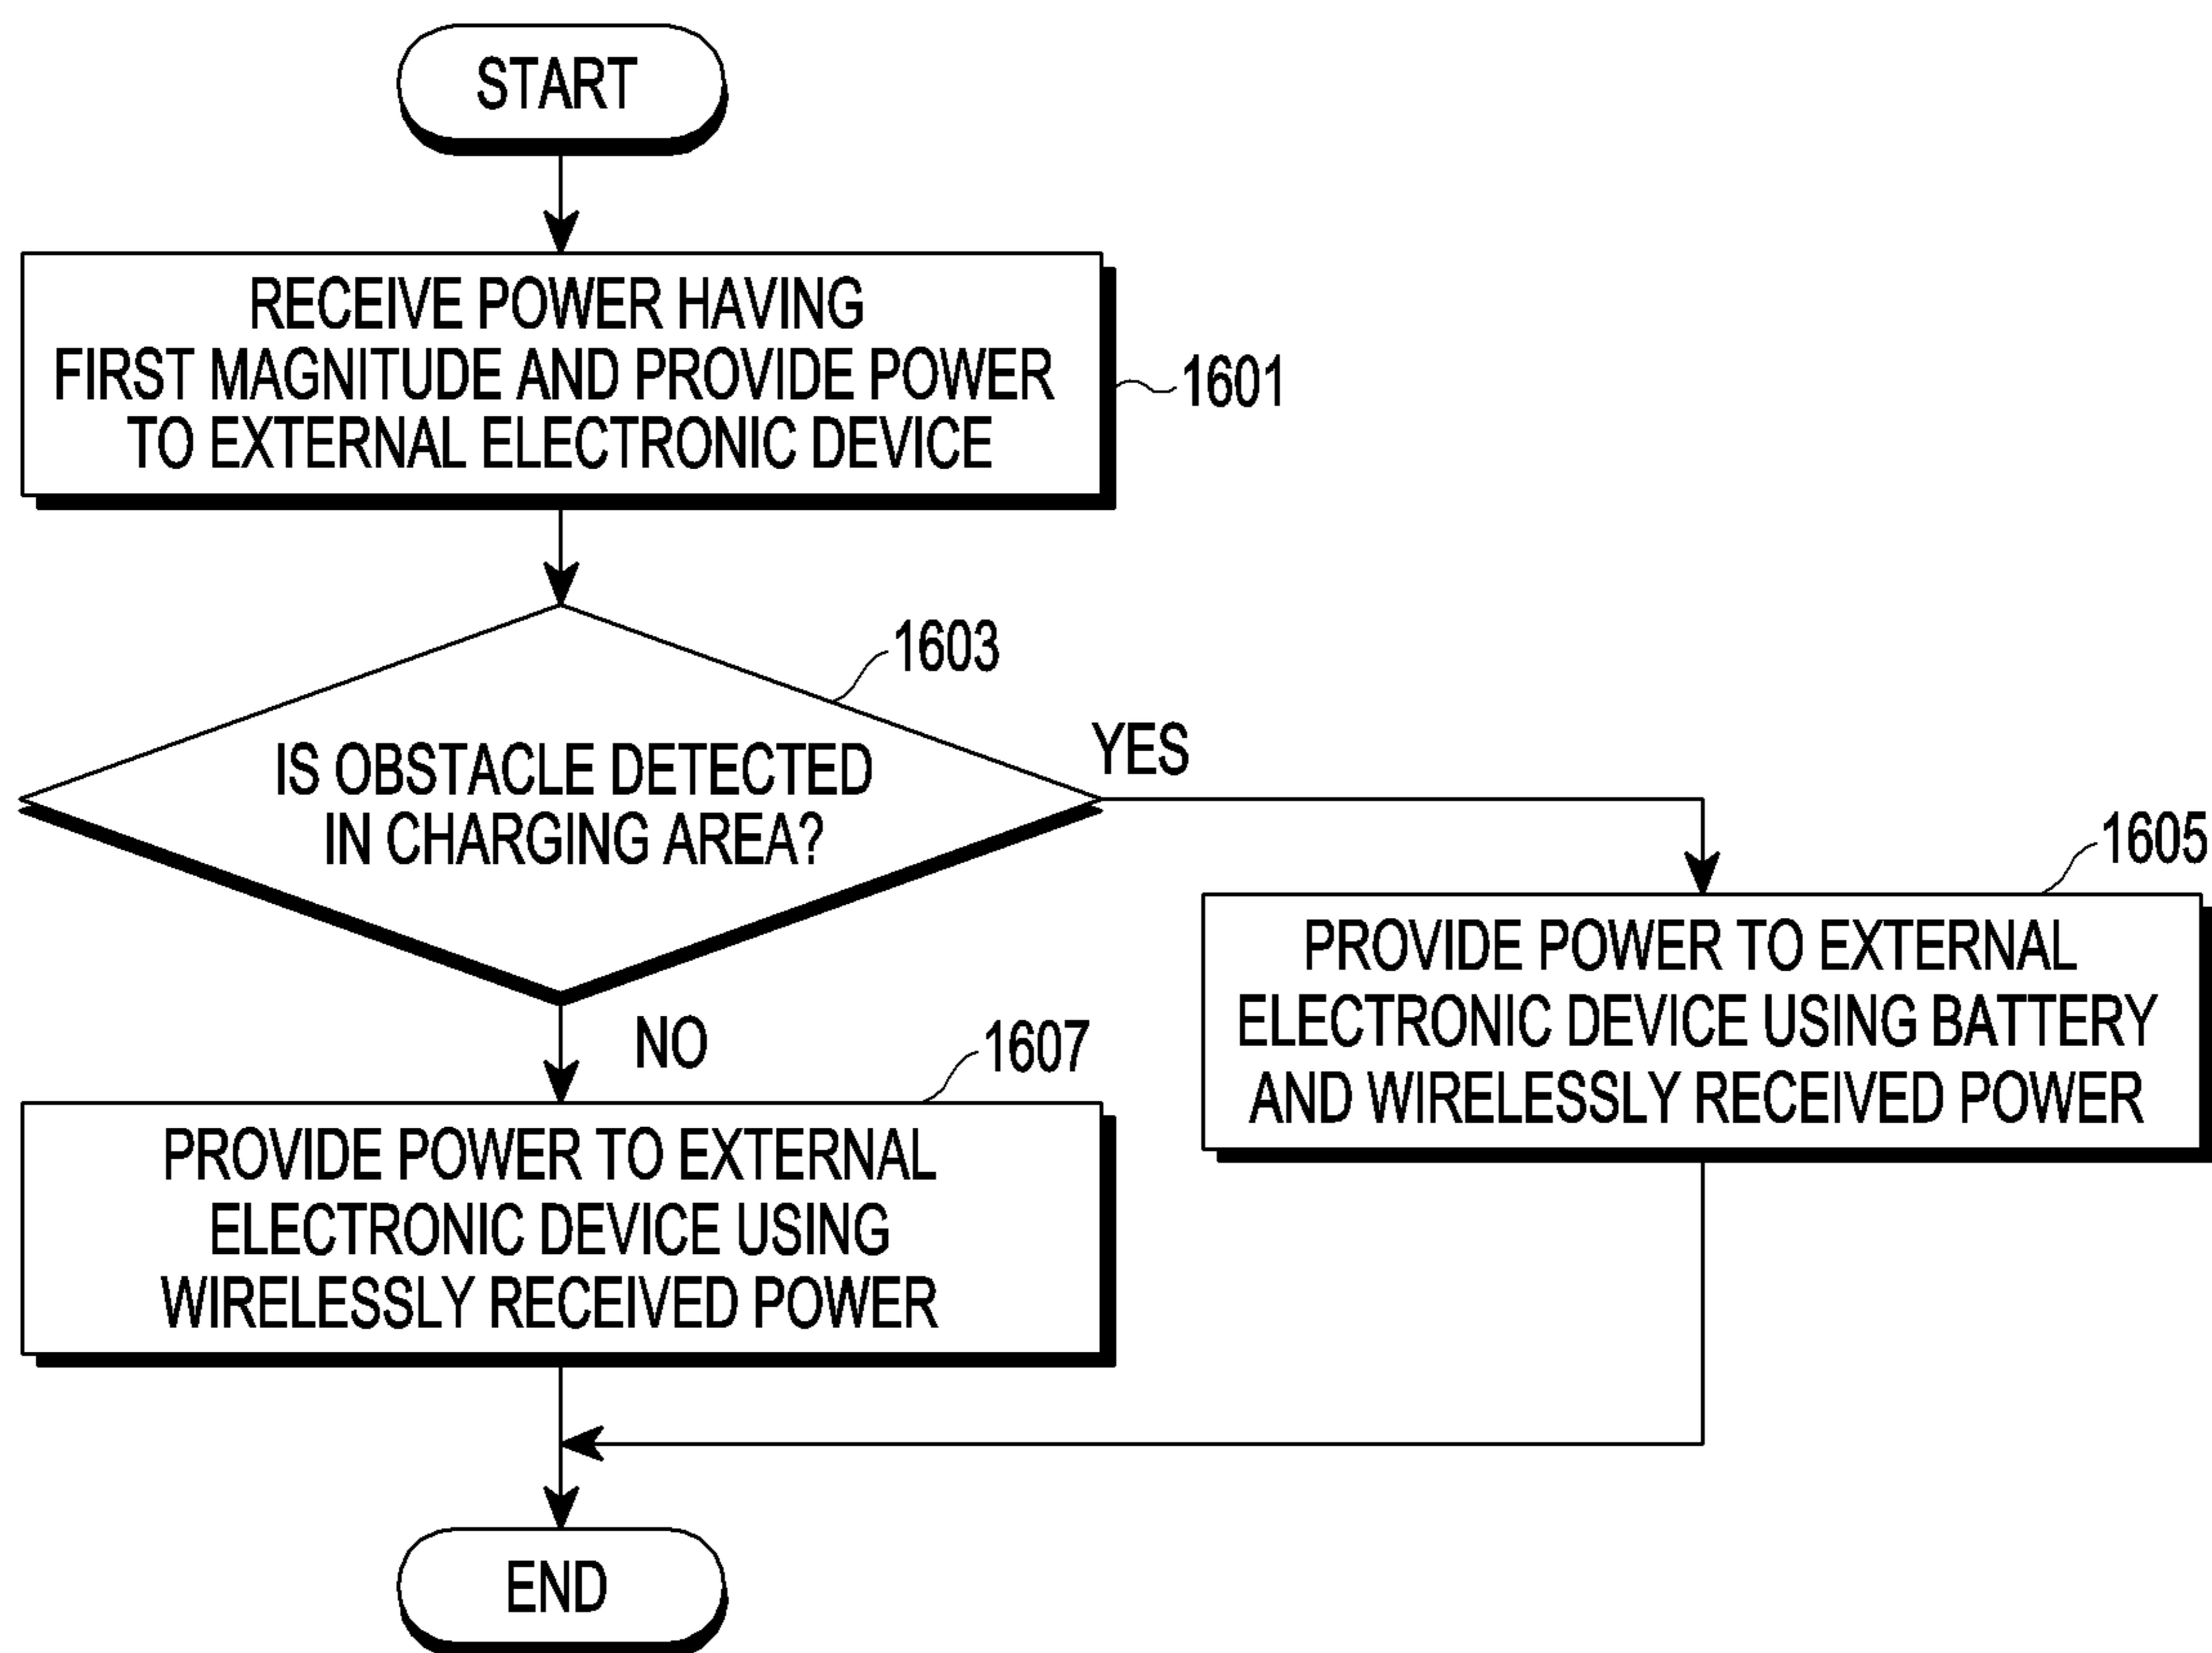 START
RECEIVE POWER HAVING
FIRST MAGNITUDE AND PROVIDE POWER
TO EXTERNAL ELECTRONIC DEVICE
1601
1603
IS OBSTACLE DETECTED
IN CHARGING AREA?
YES
1605
PROVIDE POWER TO EXTERNAL
ELECTRONIC DEVICE USING BATTERY
AND WIRELESSLY RECEIVED POWER
NO
1607
PROVIDE POWER TO EXTERNAL
ELECTRONIC DEVICE USING
WIRELESSLY RECEIVED POWER
END